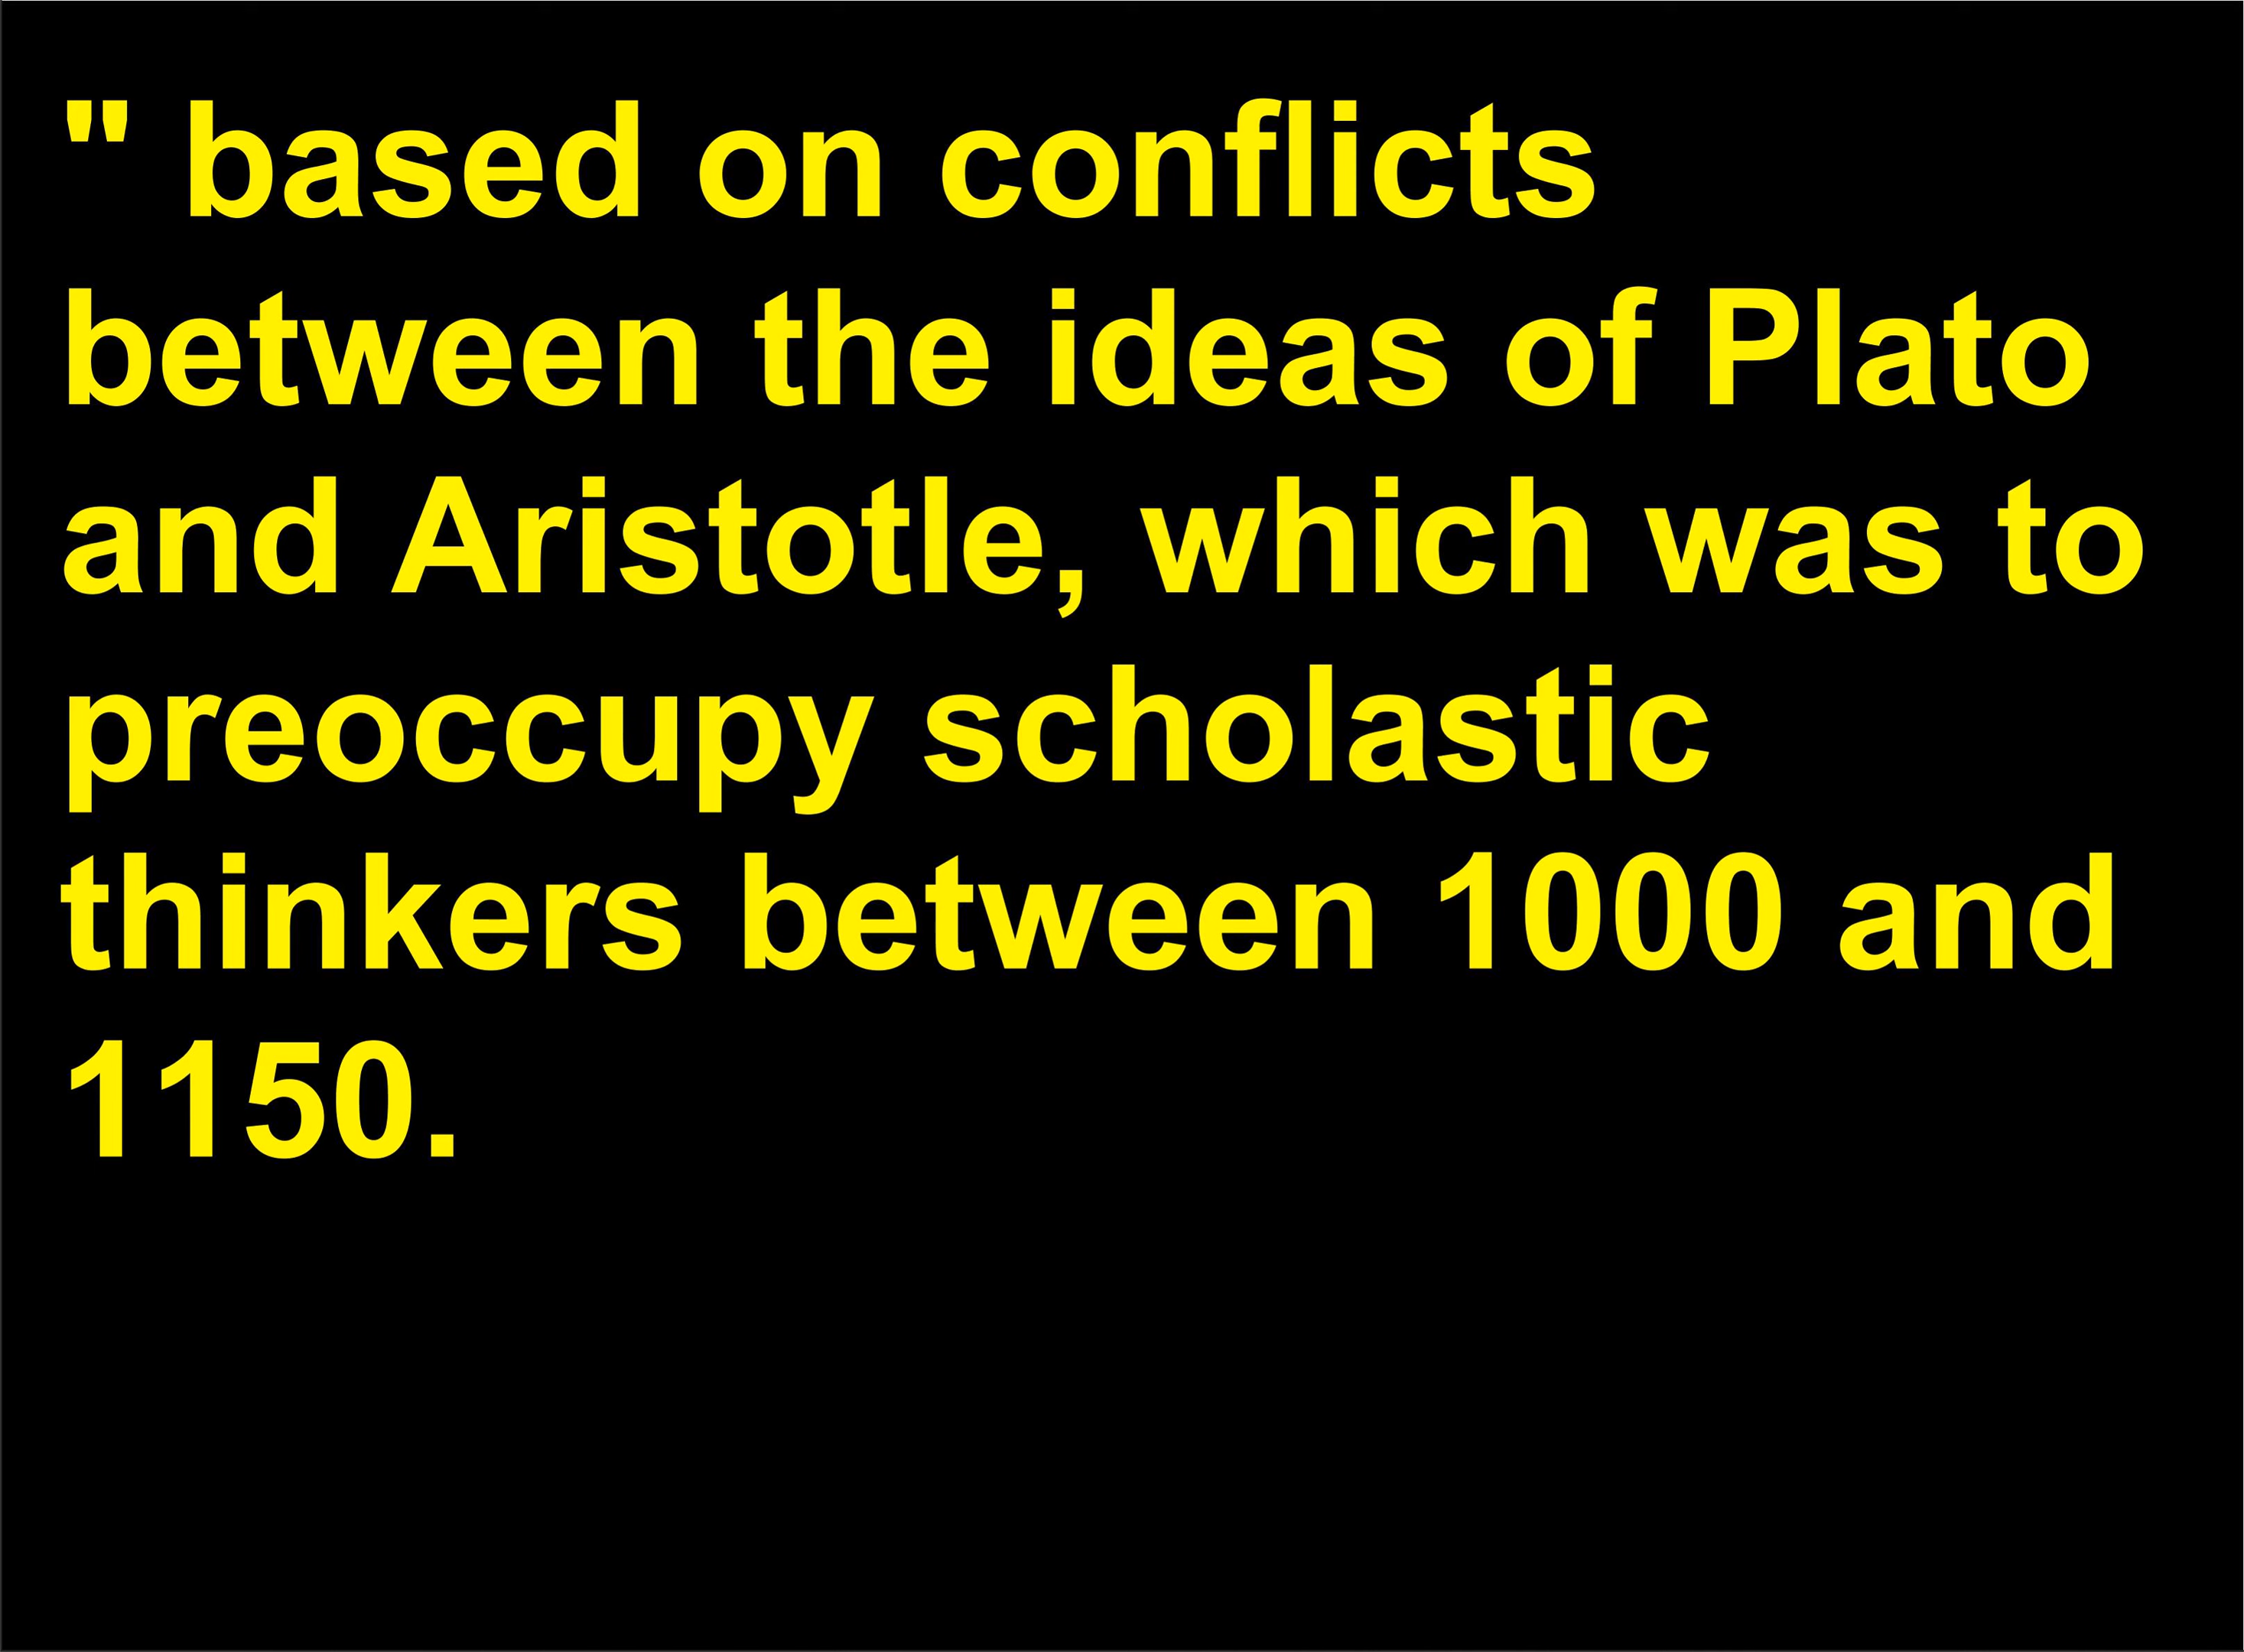 " based on conflicts
between the ideas of Plato
and Aristotle, which was to
preoccupy scholastic
thinkers between 1000 and
1150.